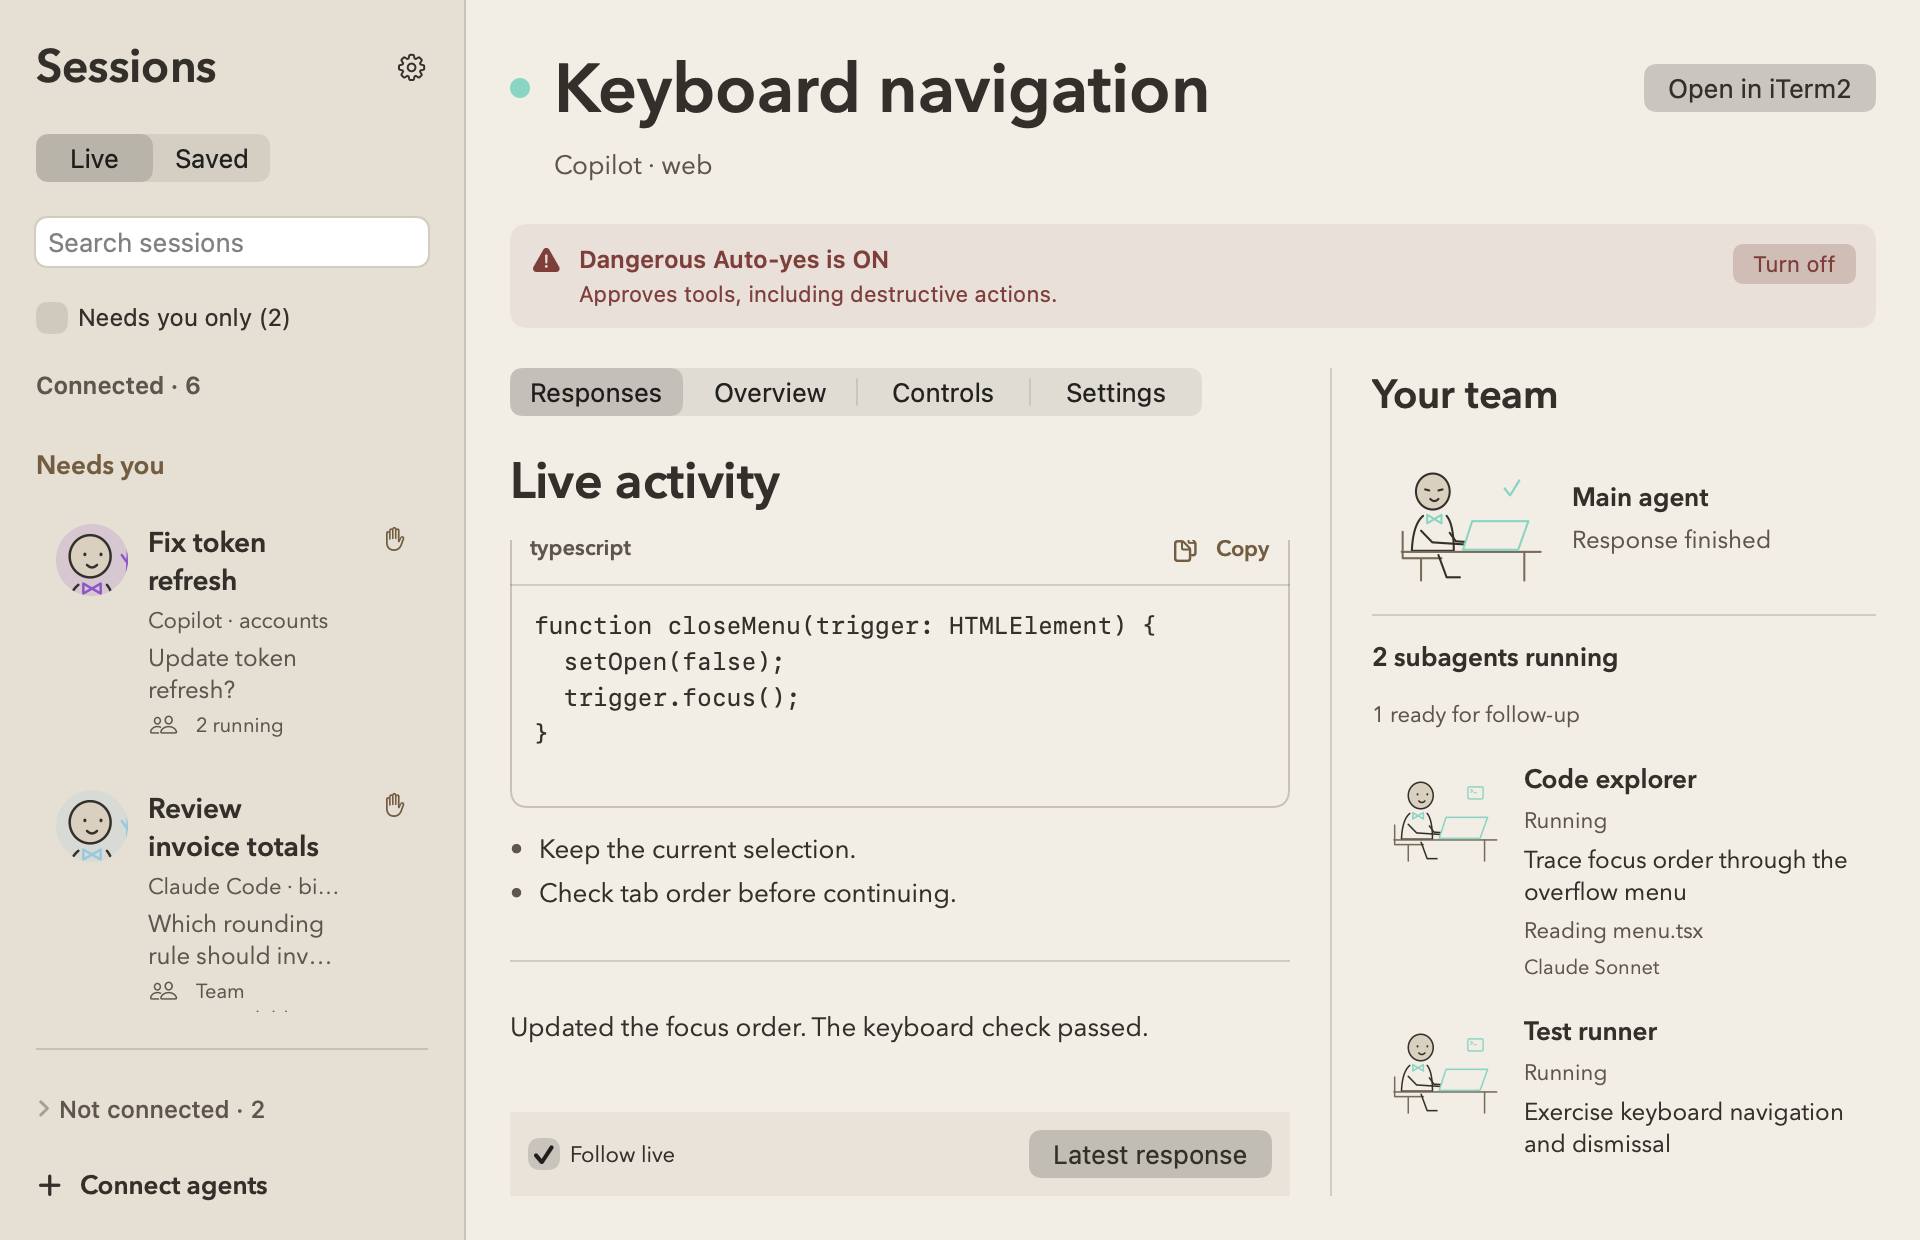 Sessions
Live
Saved
Search sessions
Needs you only (2)
Connected · 6
Needs you
Fix token
refresh
Copilot · accounts
Update token
refresh?
2 running
Review
invoice totals
Claude Code · bi...
Which rounding
rule should inv...
Team
Not connected · 2
Connect agents
Keyboard navigation
Open in iTerm2
Copilot · web
Dangerous Auto-yes is ON
Approves tools, including destructive actions.
Turn off
Responses
Overview
Controls
Settings
Live activity
typescript
Copy
function closeMenu(trigger: HTMLElement) {
  setOpen(false);
  trigger.focus();
}
• Keep the current selection.
• Check tab order before continuing.
Updated the focus order. The keyboard check passed.
Follow live
Latest response
Your team
Main agent
Response finished
2 subagents running
1 ready for follow-up
Code explorer
Running
Trace focus order through the
overflow menu
Reading menu.tsx
Claude Sonnet
Test runner
Running
Exercise keyboard navigation
and dismissal